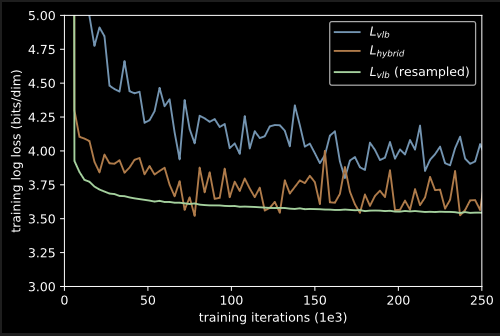 5.00
4.75
4.50
4.25
4.00
3.75
3.50
3.25
3.00
training log loss (bits/dim)
L_vlb
L_hybrid
L_vlb (resampled)
0 50 100 150 200 250
training iterations (1e3)